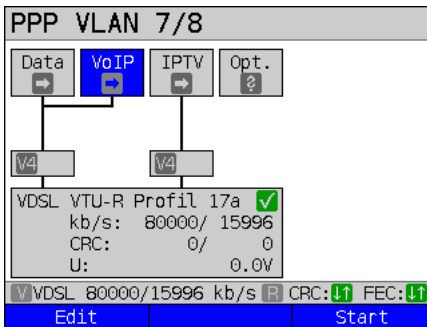 PPP VLAN 7/8
Data VoIP IPTV Opt.
V4 V4
VDSL VTU-R Profil 17a
kb/s: 80000/ 15996
CRC: 0/ 0
U: 0.0V
V VDSL 80000/15996 kb/s R CRC: FEC:
Edit Start